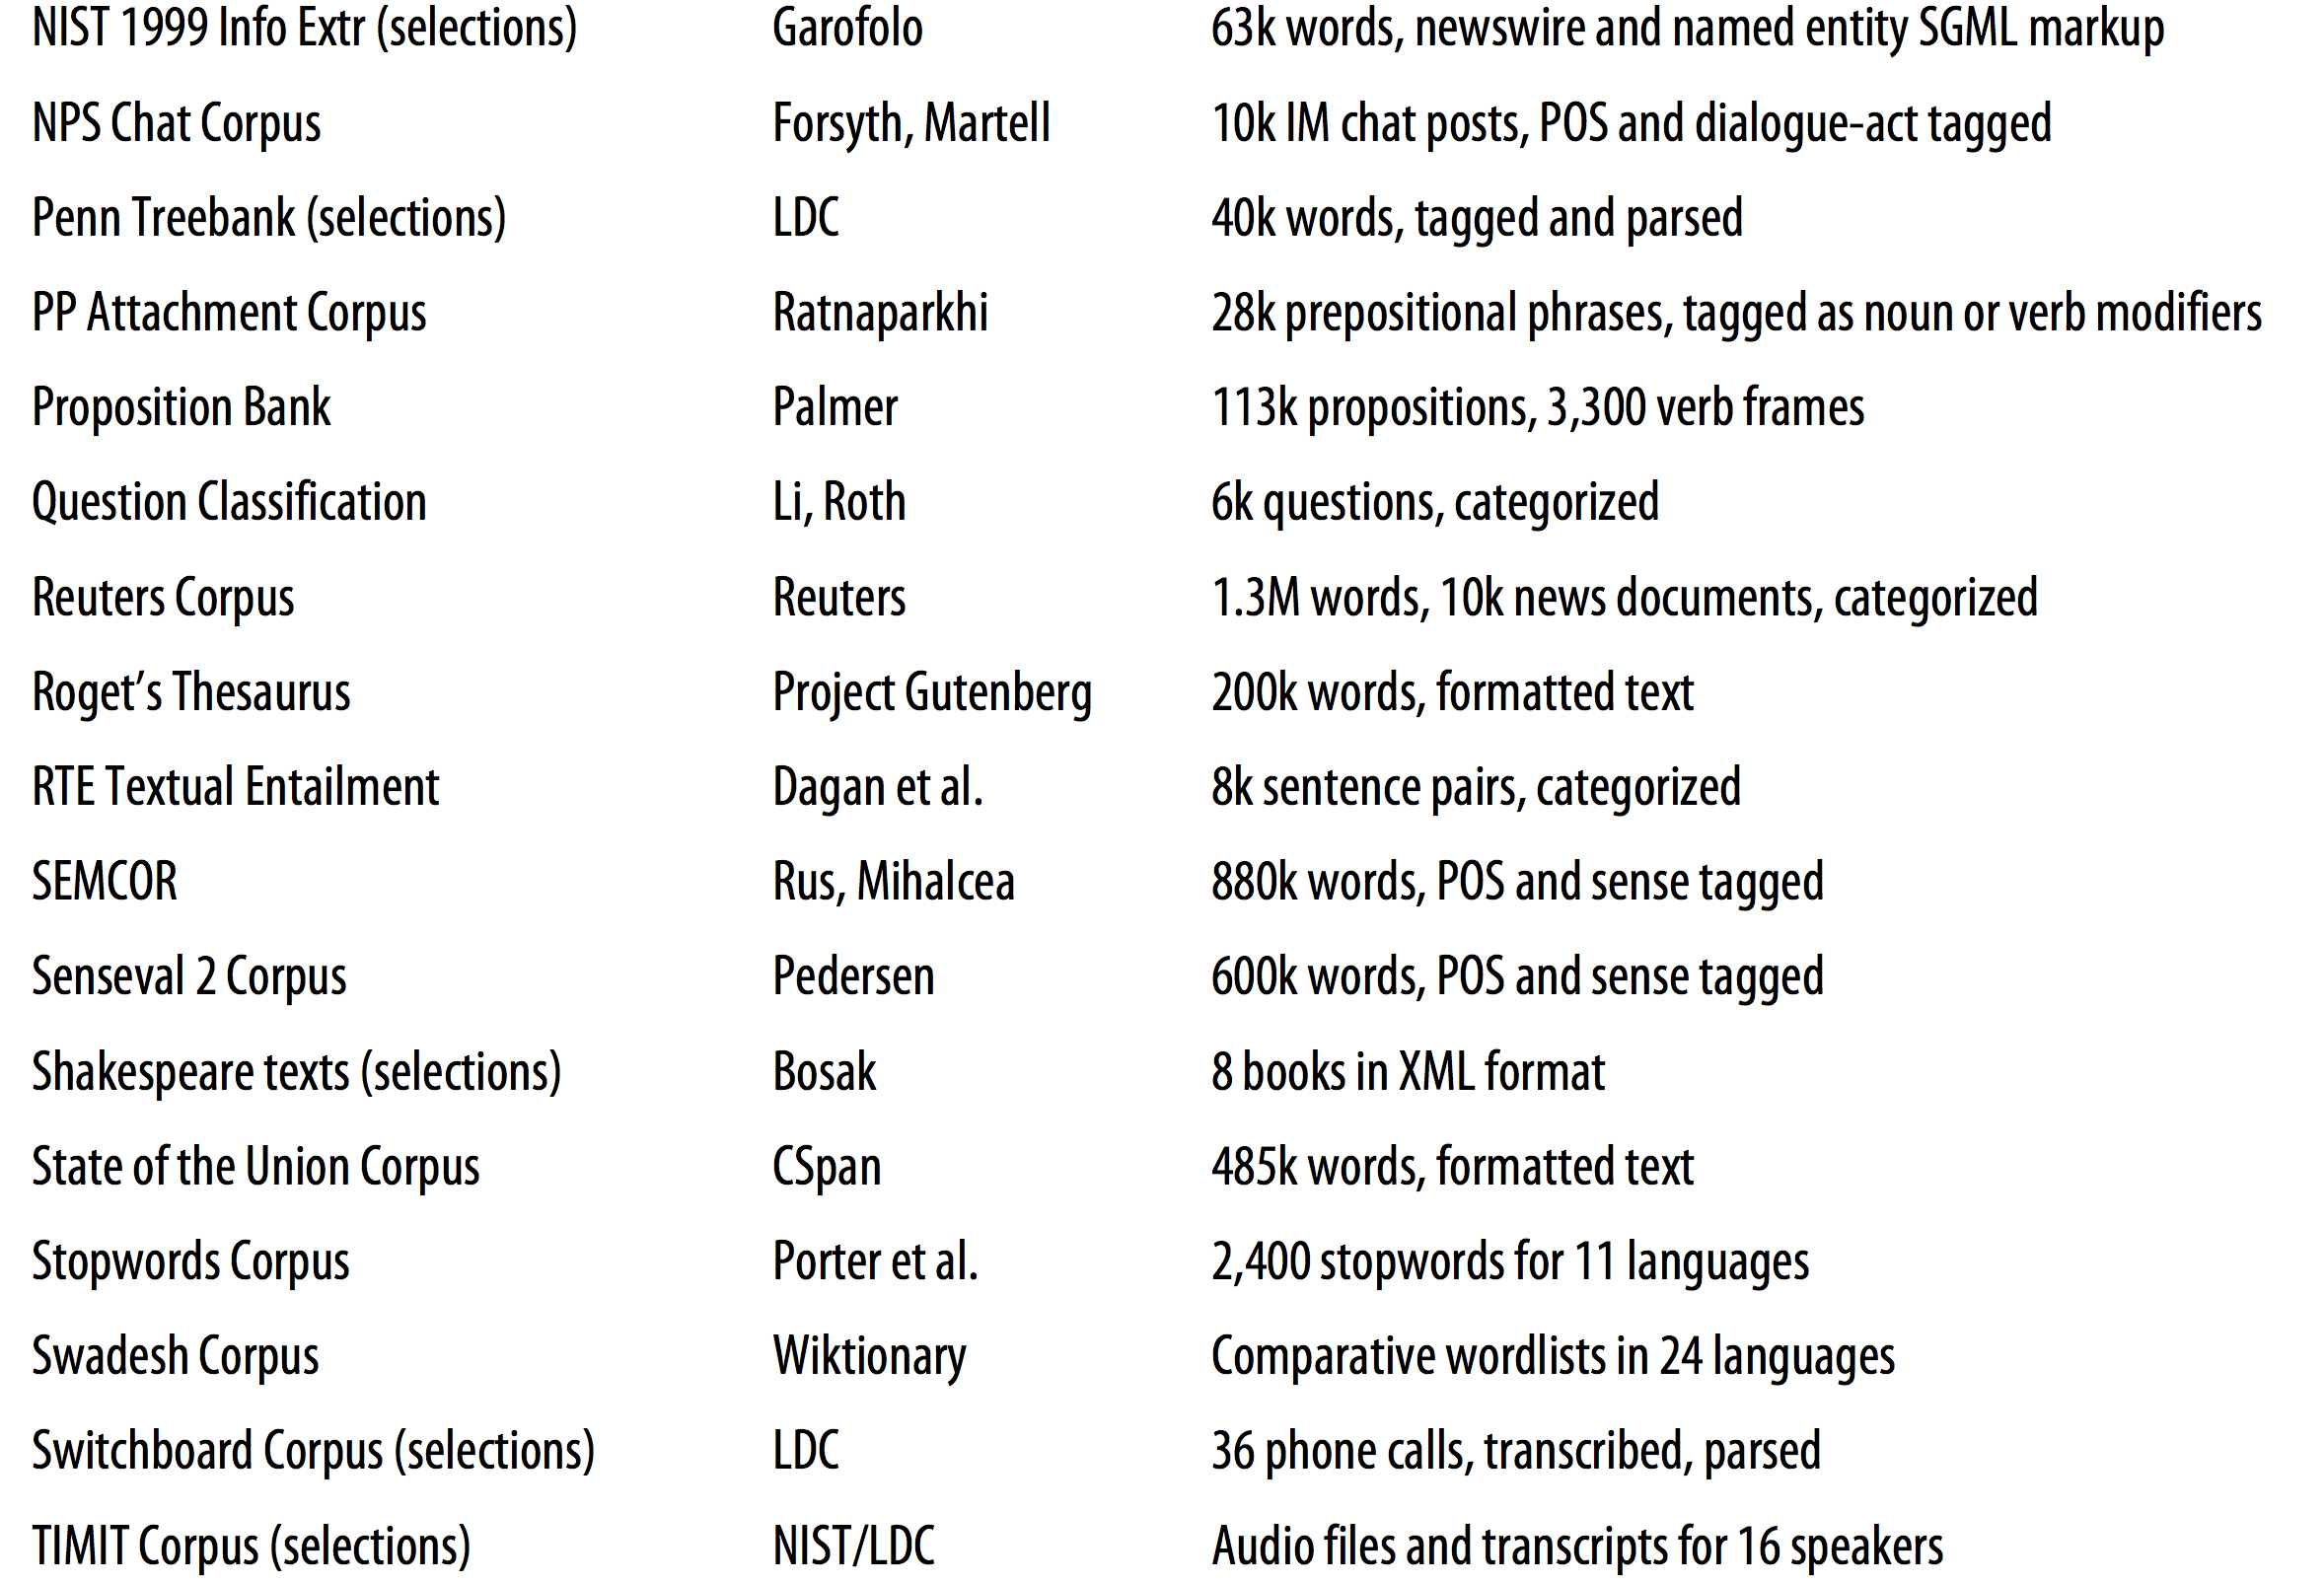 NIST 1999 Info Extr (selections) Garofolo 63k words, newswire and named entity SGML markup
NPS Chat Corpus Forsyth, Martell 10k IM chat posts, POS and dialogue-act tagged
Penn Treebank (selections) LDC 40k words, tagged and parsed
PP Attachment Corpus Ratnaparkhi 28k prepositional phrases, tagged as noun or verb modifiers
Proposition Bank Palmer 113k propositions, 3,300 verb frames
Question Classification Li, Roth 6k questions, categorized
Reuters Corpus Reuters 1.3M words, 10k news documents, categorized
Roget’s Thesaurus Project Gutenberg 200k words, formatted text
RTE Textual Entailment Dagan et al. 8k sentence pairs, categorized
SEMCOR Rus, Mihalcea 880k words, POS and sense tagged
Senseval 2 Corpus Pedersen 600k words, POS and sense tagged
Shakespeare texts (selections) Bosak 8 books in XML format
State of the Union Corpus CSpan 485k words, formatted text
Stopwords Corpus Porter et al. 2,400 stopwords for 11 languages
Swadesh Corpus Wiktionary Comparative wordlists in 24 languages
Switchboard Corpus (selections) LDC 36 phone calls, transcribed, parsed
TIMIT Corpus (selections) NIST/LDC Audio files and transcripts for 16 speakers